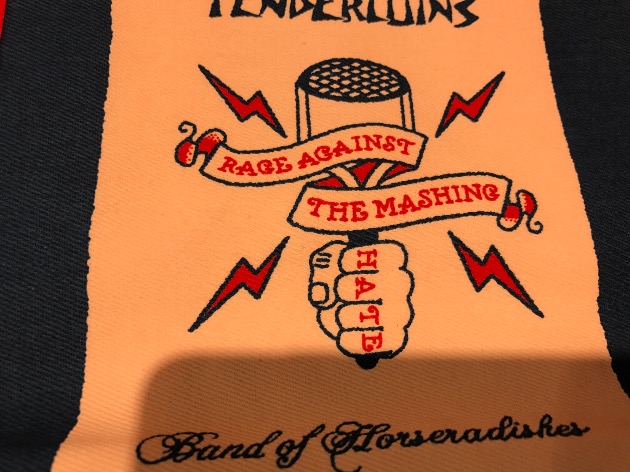 TENDERLOINS
RAGE AGAINST
THE MASHING
HATE
Band of Horseradishes